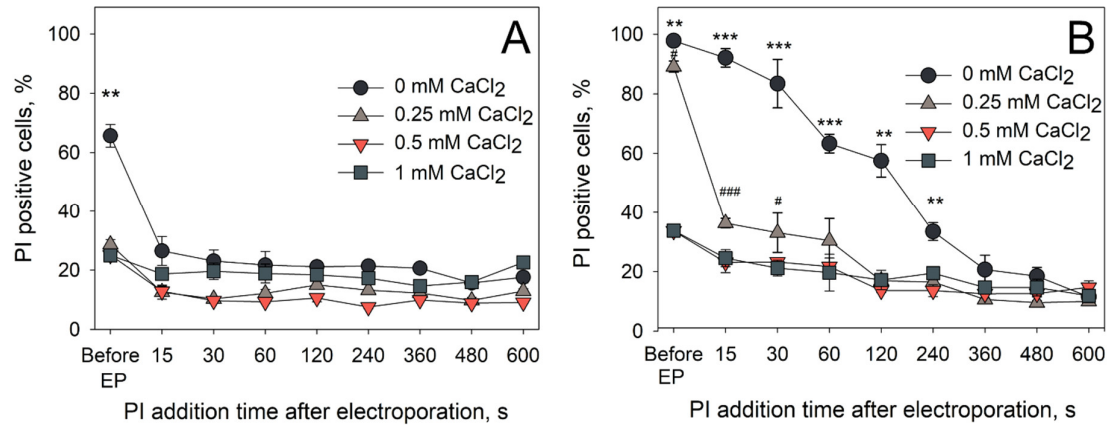 A
PI positive cells, %
100
80
60
40
20
0
**
0 mM CaCl2
0.25 mM CaCl2
0.5 mM CaCl2
1 mM CaCl2
Before EP 15 30 60 120 240 360 480 600
PI addition time after electroporation, s
B
PI positive cells, %
100
80
60
40
20
0
** *** *** *** ** **
# ### #
0 mM CaCl2
0.25 mM CaCl2
0.5 mM CaCl2
1 mM CaCl2
Before EP 15 30 60 120 240 360 480 600
PI addition time after electroporation, s